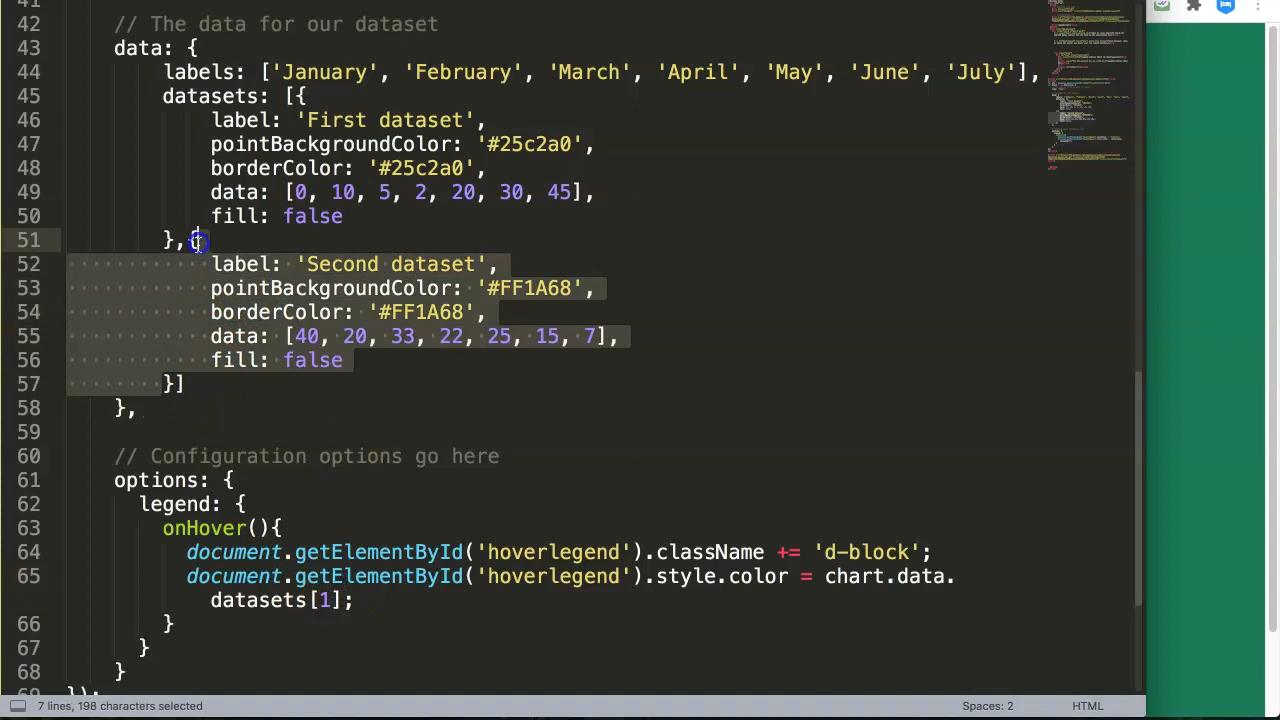 41
42 // The data for our dataset
43 data: {
44 labels: ['January', 'February', 'March', 'April', 'May', 'June', 'July'],
45 datasets: [{
46 label: 'First dataset',
47 pointBackgroundColor: '#25c2a0',
48 borderColor: '#25c2a0',
49 data: [0, 10, 5, 2, 20, 30, 45],
50 fill: false
51 },{
52 label: 'Second dataset',
53 pointBackgroundColor: '#FF1A68',
54 borderColor: '#FF1A68',
55 data: [40, 20, 33, 22, 25, 15, 7],
56 fill: false
57 }]
58 },
59
60 // Configuration options go here
61 options: {
62 legend: {
63 onHover(){
64 document.getElementById('hoverlegend').className += 'd-block';
65 document.getElementById('hoverlegend').style.color = chart.data.
datasets[1];
66 }
67 }
68 }
69 });
7 lines, 198 characters selected
Spaces: 2
HTML